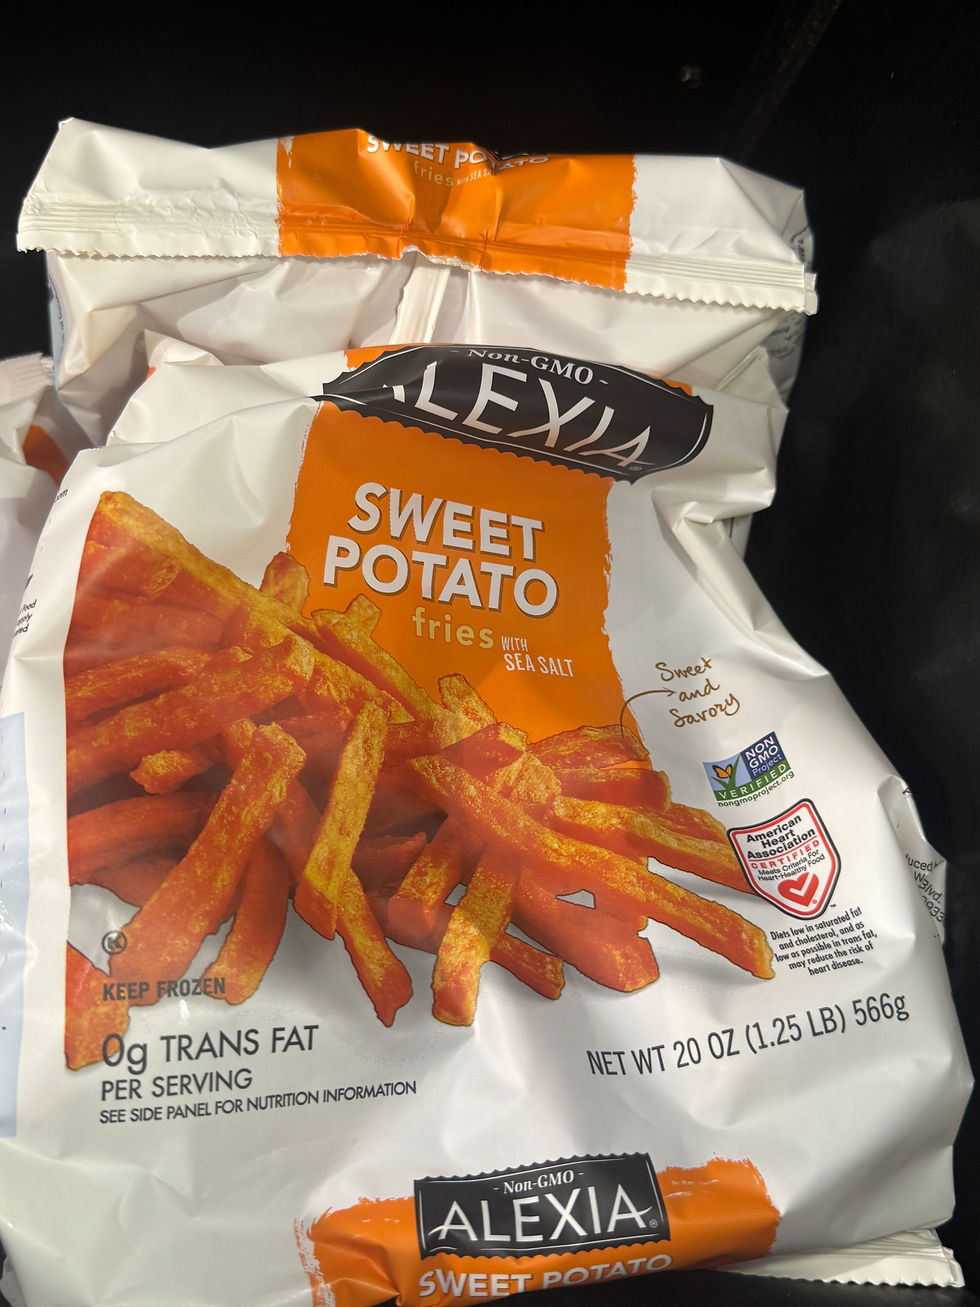 SWEET POTATO
fries WITH SEA S
Non-GMO
ALEXIA
SWEET
POTATO
fries WITH
SEA SALT
Sweet
and
Savory
NON
GMO
Project
VERIFIED
nongmoproject.org
American
Heart
Association
CERTIFIED
Meets Criteria For
Heart-Healthy Food
Diets low in saturated fat
and cholesterol, and as
low as possible in trans fat,
may reduce the risk of
heart disease.
K
KEEP FROZEN
0g TRANS FAT
PER SERVING
SEE SIDE PANEL FOR NUTRITION INFORMATION
NET WT 20 OZ (1.25 LB) 566g
- Non-GMO -
ALEXIA
SWEET POTATO